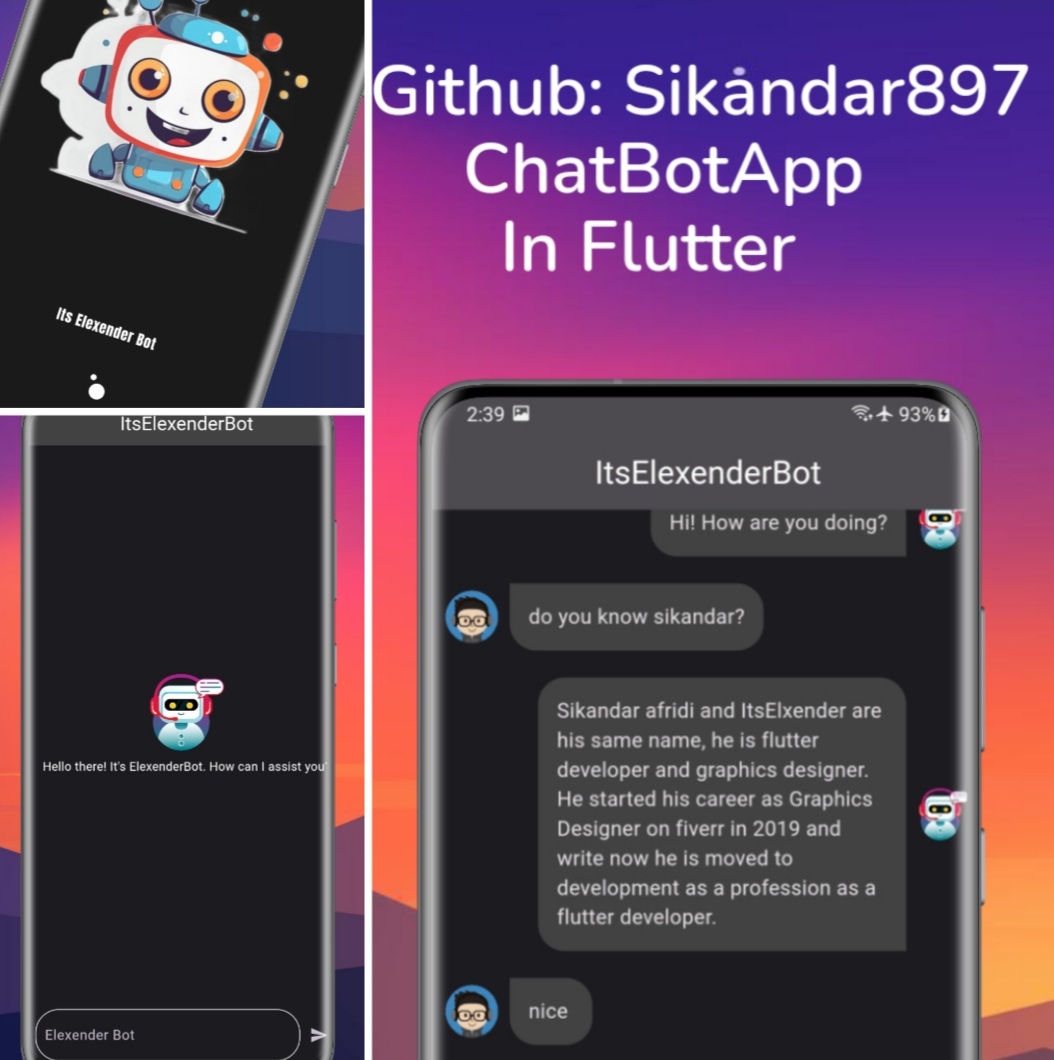 Its Elexender Bot
ItsElexenderBot
Hello there! It's ElexenderBot. How can I assist you
Elexender Bot
Github: Sikandar897
ChatBotApp
In Flutter
2:39
93%
ItsElexenderBot
Hi! How are you doing?
do you know sikandar?
Sikandar afridi and ItsElxender are
his same name, he is flutter
developer and graphics designer.
He started his career as Graphics
Designer on fiverr in 2019 and
write now he is moved to
development as a profession as a
flutter developer.
nice